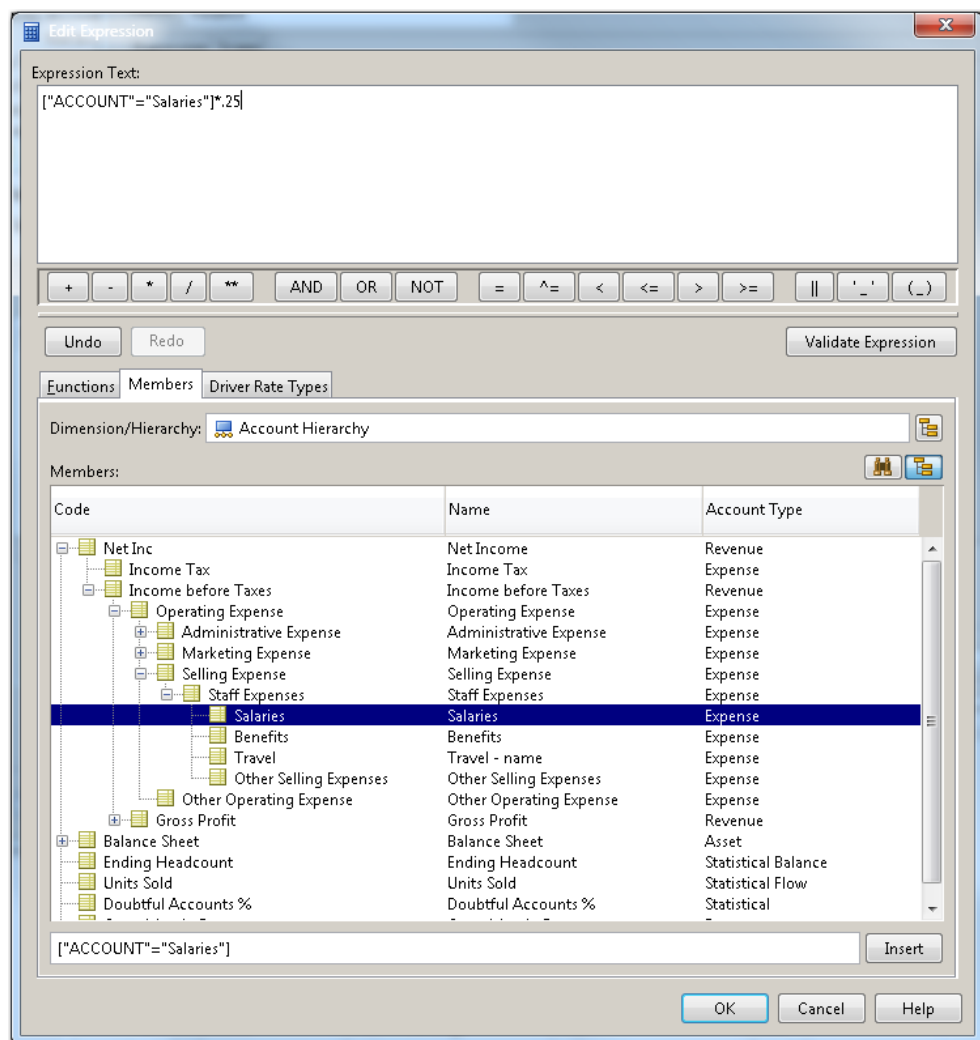 Edit Expression
Expression Text:
["ACCOUNT"="Salaries"]*.25
+ - * / ** AND OR NOT = ^= < <= > >= || '_' (_)
Undo Redo Validate Expression
Functions Members Driver Rate Types
Dimension/Hierarchy: Account Hierarchy
Members:
Code Name Account Type
Net Inc Net Income Revenue
Income Tax Income Tax Expense
Income before Taxes Income before Taxes Revenue
Operating Expense Operating Expense Expense
Administrative Expense Administrative Expense Expense
Marketing Expense Marketing Expense Expense
Selling Expense Selling Expense Expense
Staff Expenses Staff Expenses Expense
Salaries Salaries Expense
Benefits Benefits Expense
Travel Travel - name Expense
Other Selling Expenses Other Selling Expenses Expense
Other Operating Expense Other Operating Expense Expense
Gross Profit Gross Profit Revenue
Balance Sheet Balance Sheet Asset
Ending Headcount Ending Headcount Statistical Balance
Units Sold Units Sold Statistical Flow
Doubtful Accounts % Doubtful Accounts % Statistical
["ACCOUNT"="Salaries"] Insert
OK Cancel Help